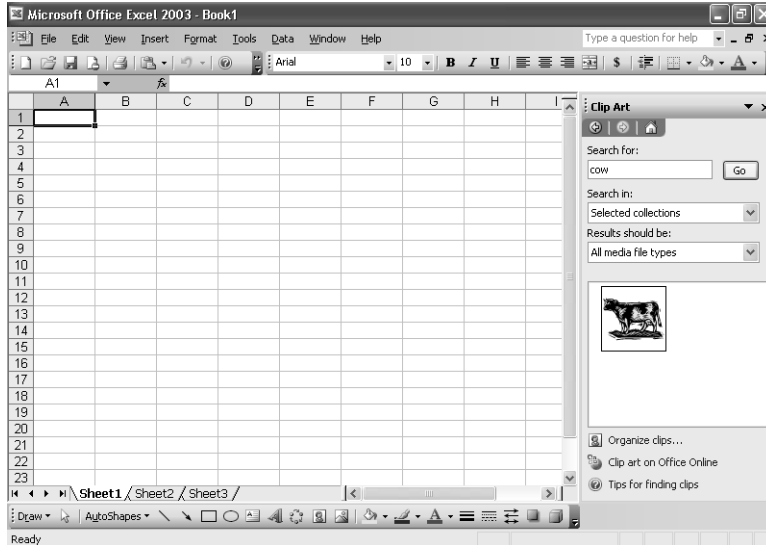 Microsoft Office Excel 2003 - Book1
File Edit View Insert Format Tools Data Window Help
Type a question for help
Arial 10 B I U $ A
A1 fx
A B C D E F G H I
1
2
3
4
5
6
7
8
9
10
11
12
13
14
15
16
17
18
19
20
21
22
23
Clip Art
Search for:
cow Go
Search in:
Selected collections
Results should be:
All media file types
Organize clips...
Clip art on Office Online
Tips for finding clips
Sheet1 Sheet2 Sheet3
Draw AutoShapes A
Ready